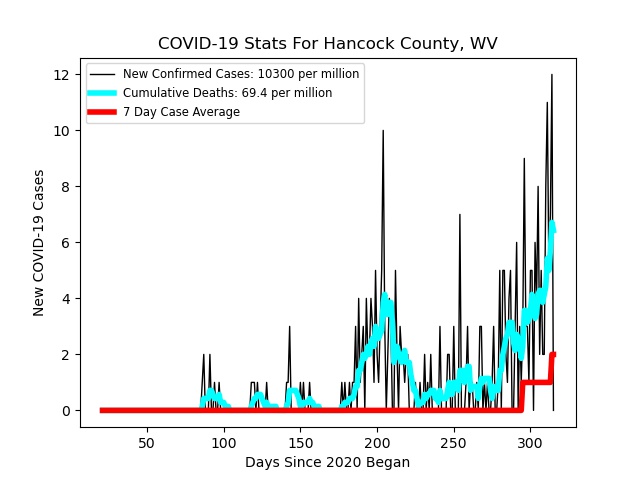 COVID-19 Stats For Hancock County, WV
New Confirmed Cases: 10300 per million
Cumulative Deaths: 69.4 per million
7 Day Case Average
12
10
8
6
4
2
0
New COVID-19 Cases
50 100 150 200 250 300
Days Since 2020 Began